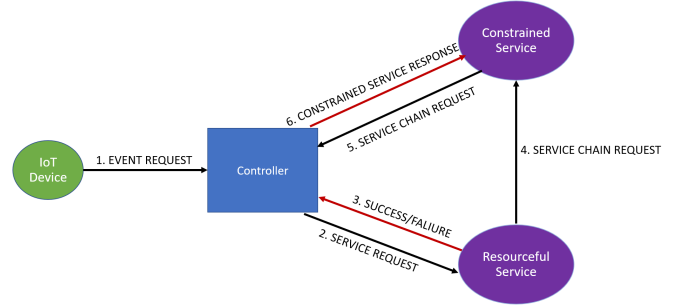 Constrained
Service
6. CONSTRAINED SERVICE RESPONSE
5. SERVICE CHAIN REQUEST
4. SERVICE CHAIN REQUEST
IoT
Device
1. EVENT REQUEST
Controller
3. SUCCESS/FALIURE
2. SERVICE REQUEST
Resourceful
Service